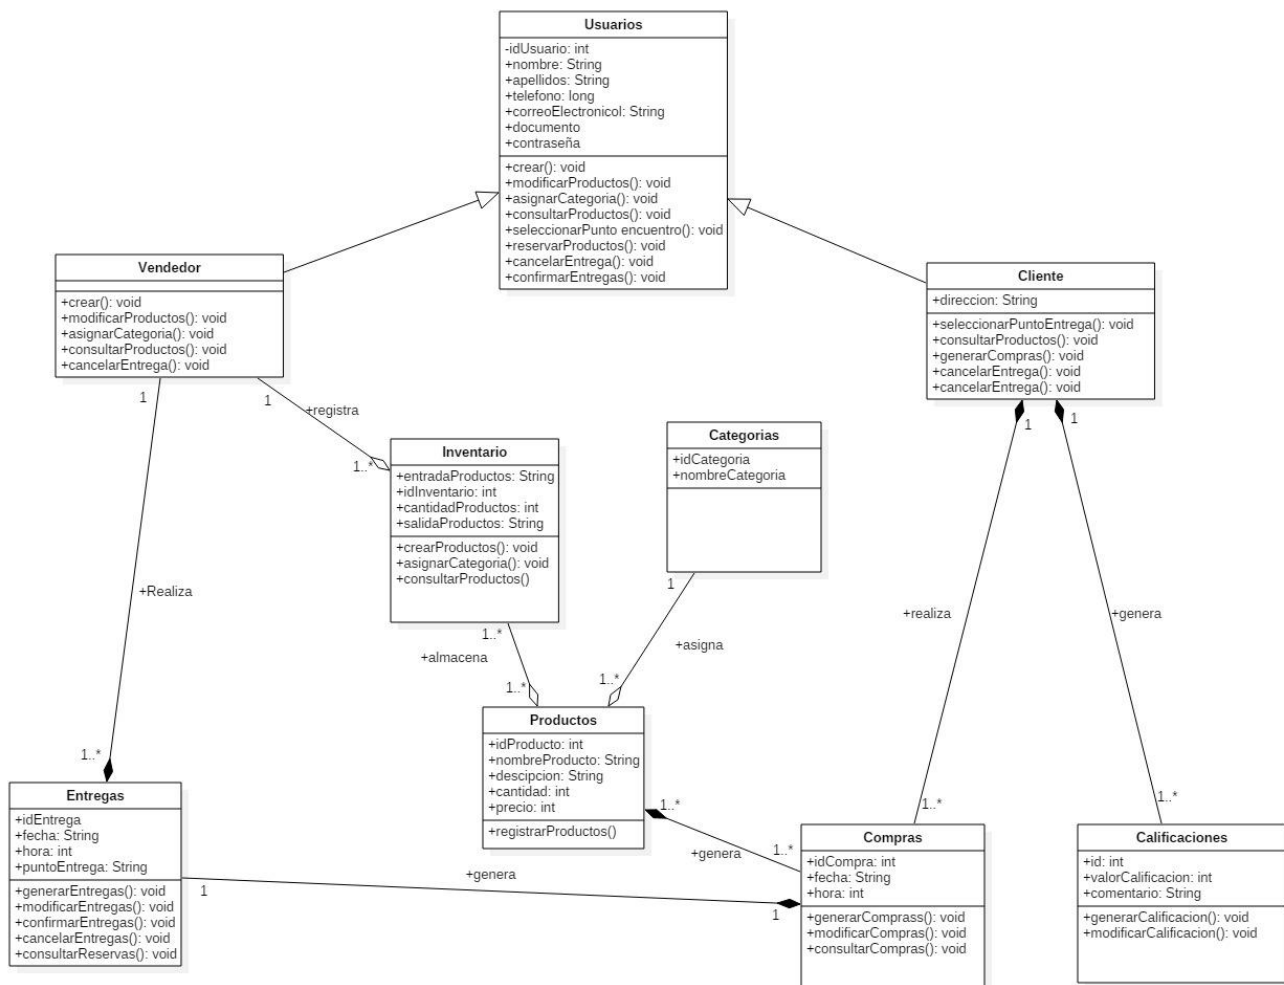 Usuarios
-idUsuario: int
+nombre: String
+apellidos: String
+telefono: long
+correoElectronicol: String
+documento
+contraseña
+crear(): void
+modificarProductos(): void
+asignarCategoria(): void
+consultarProductos(): void
+seleccionarPunto encuentro(): void
+reservarProductos(): void
+cancelarEntrega(): void
+confirmarEntregas(): void
Vendedor
+crear(): void
+modificarProductos(): void
+asignarCategoria(): void
+consultarProductos(): void
+cancelarEntrega(): void
Cliente
+direccion: String
+seleccionarPuntoEntrega(): void
+consultarProductos(): void
+generarCompras(): void
+cancelarEntrega(): void
+cancelarEntrega(): void
1
1
+registra
1..*
1
1
Inventario
+entradaProductos: String
+idInventario: int
+cantidadProductos: int
+salidaProductos: String
+crearProductos(): void
+asignarCategoria(): void
+consultarProductos()
Categorias
+idCategoria
+nombreCategoria
+Realiza
1
+realiza
+genera
1..*
+almacena
+asigna
1..*
1..*
Productos
+idProducto: int
+nombreProducto: String
+descipcion: String
+cantidad: int
+precio: int
+registrarProductos()
1..*
1..*
1..*
1..*
+genera
1..*
Entregas
+idEntrega
+fecha: String
+hora: int
+puntoEntrega: String
+generarEntregas(): void
+modificarEntregas(): void
+confirmarEntregas(): void
+cancelarEntregas(): void
+consultarReservas(): void
+genera
1
1
Compras
+idCompra: int
+fecha: String
+hora: int
+generarComprass(): void
+modificarCompras(): void
+consultarCompras(): void
Calificaciones
+id: int
+valorCalificacion: int
+comentario: String
+generarCalificacion(): void
+modificarCalificacion(): void